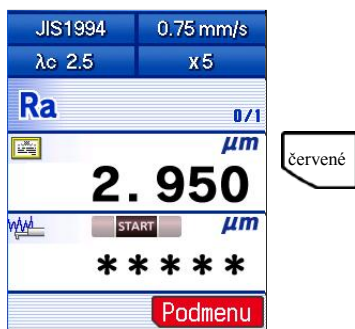 JIS1994 0.75 mm/s
λc 2.5 x5
Ra 0/1
µm
2.950
START µm
*****
Podmenu
červené